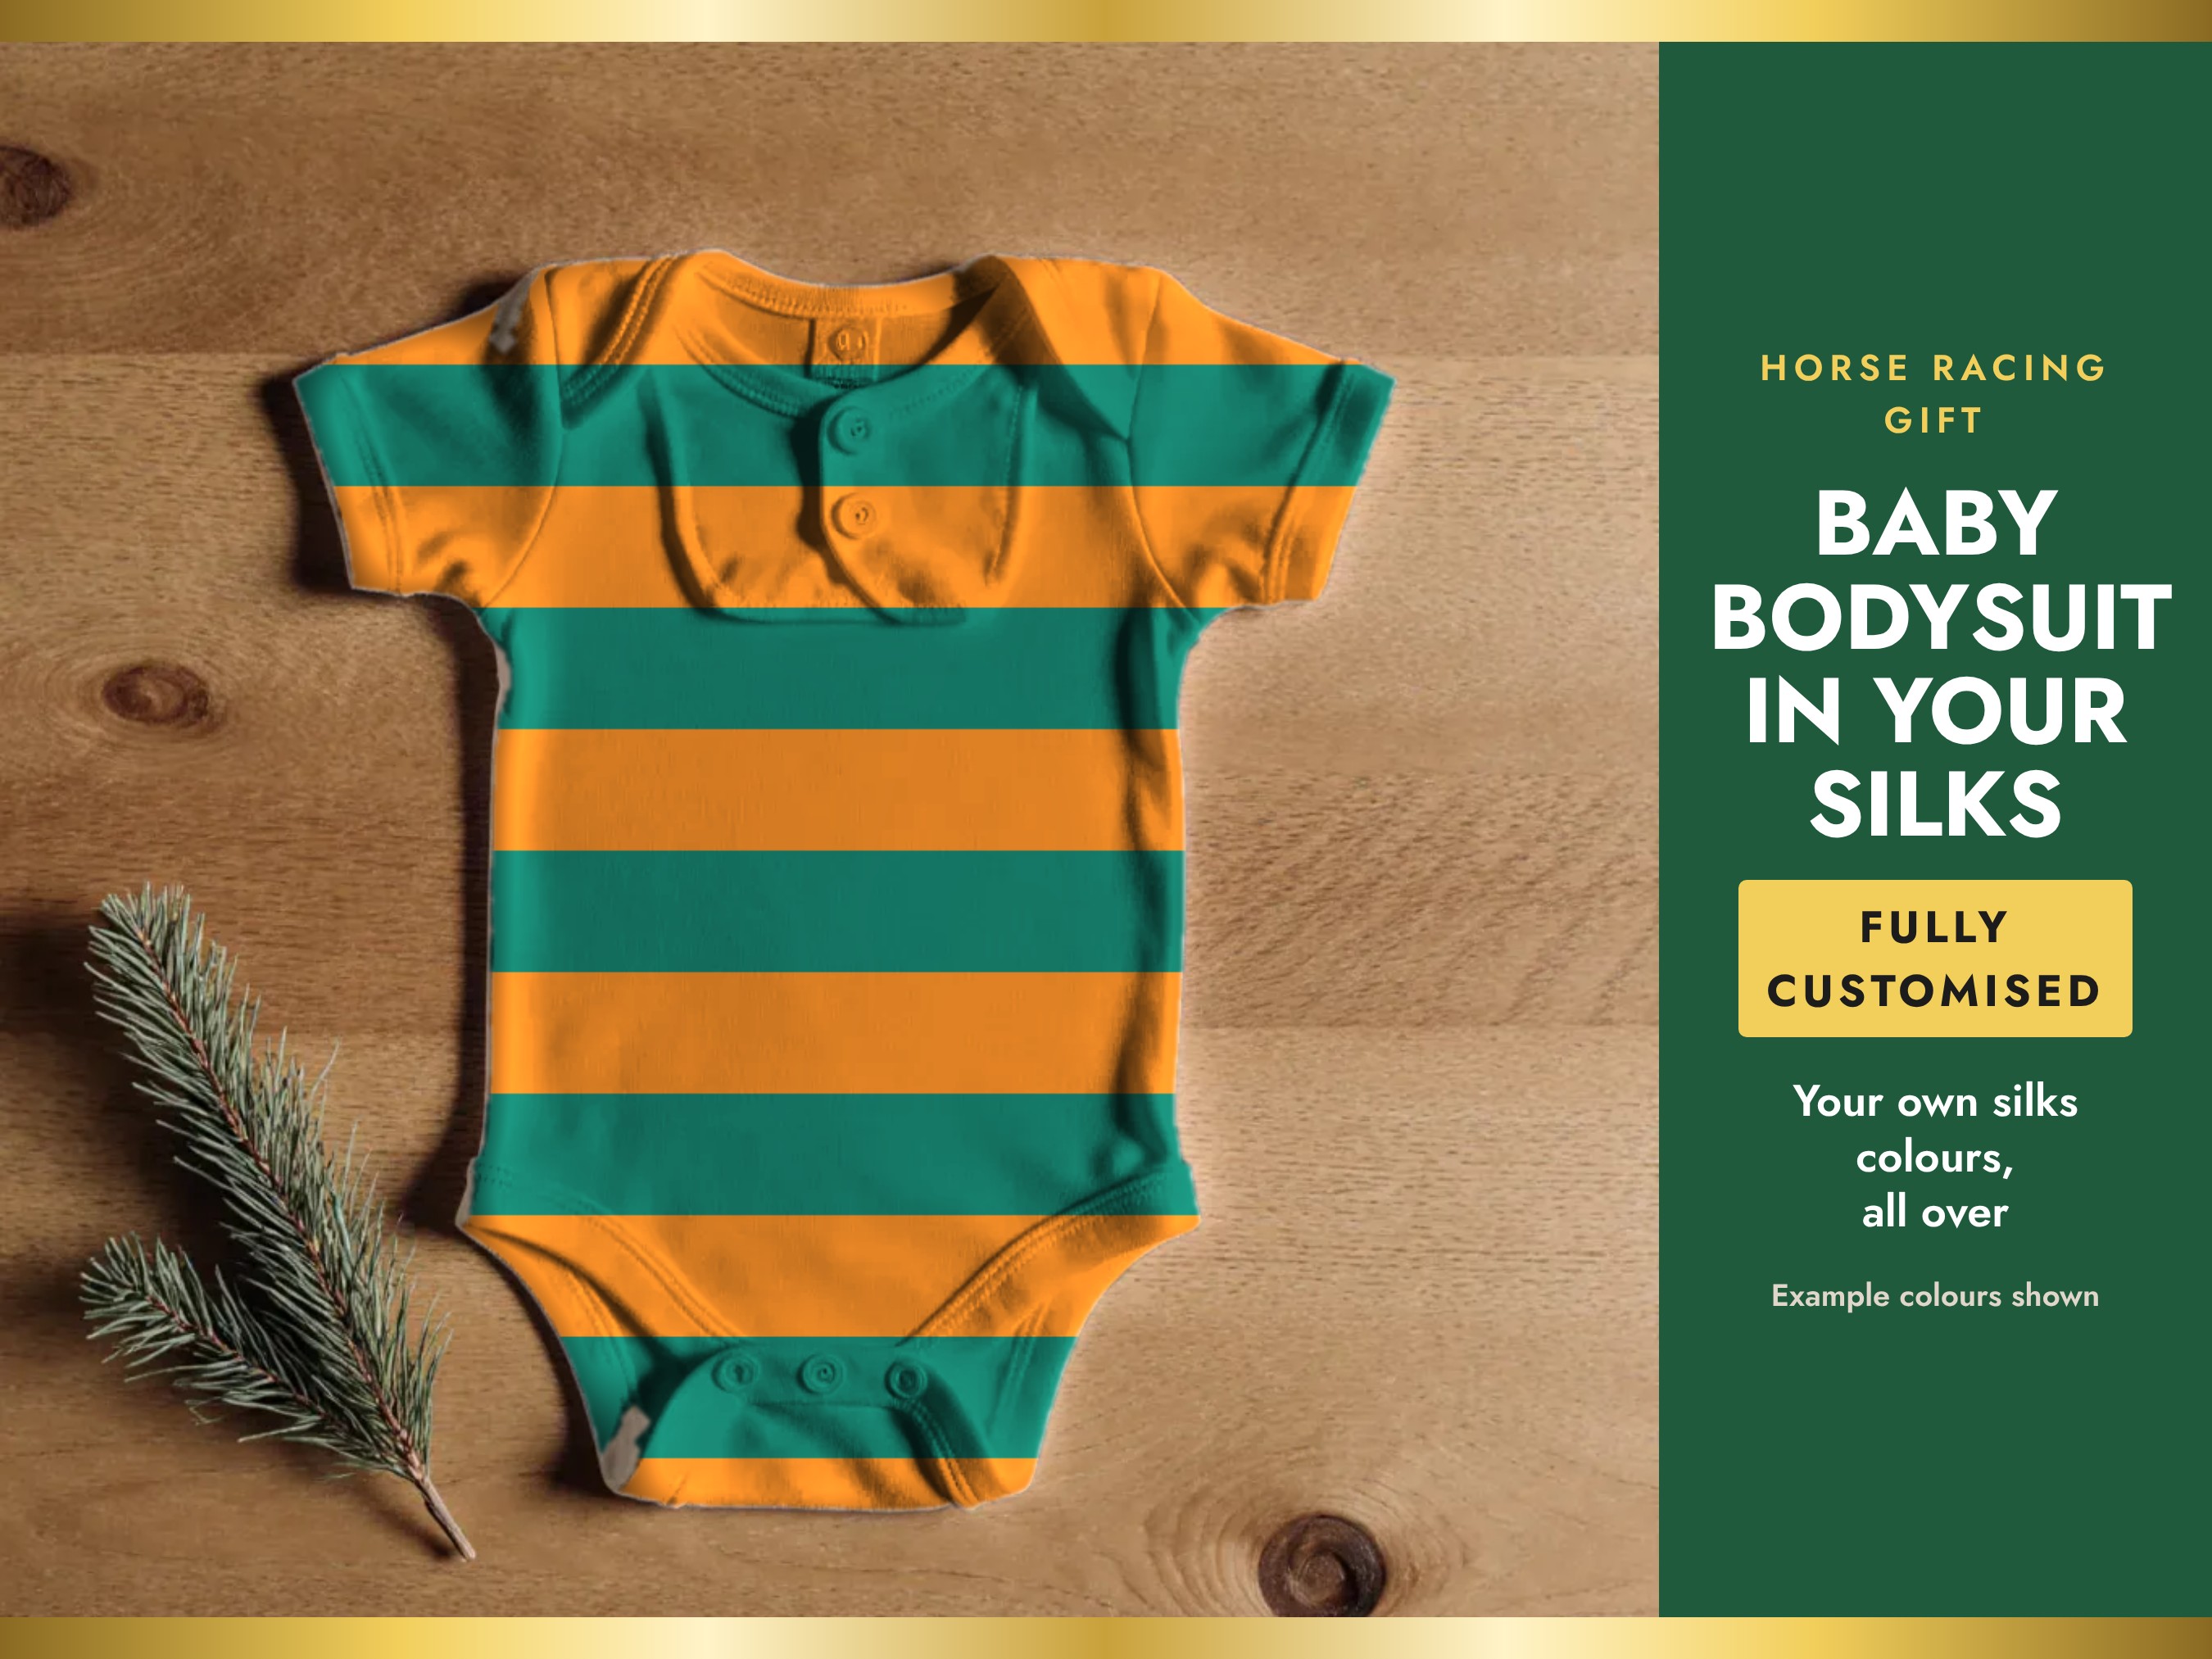 HORSE RACING
GIFT
BABY
BODYSUIT
IN YOUR
SILKS
FULLY
CUSTOMISED
Your own silks
colours,
all over
Example colours shown